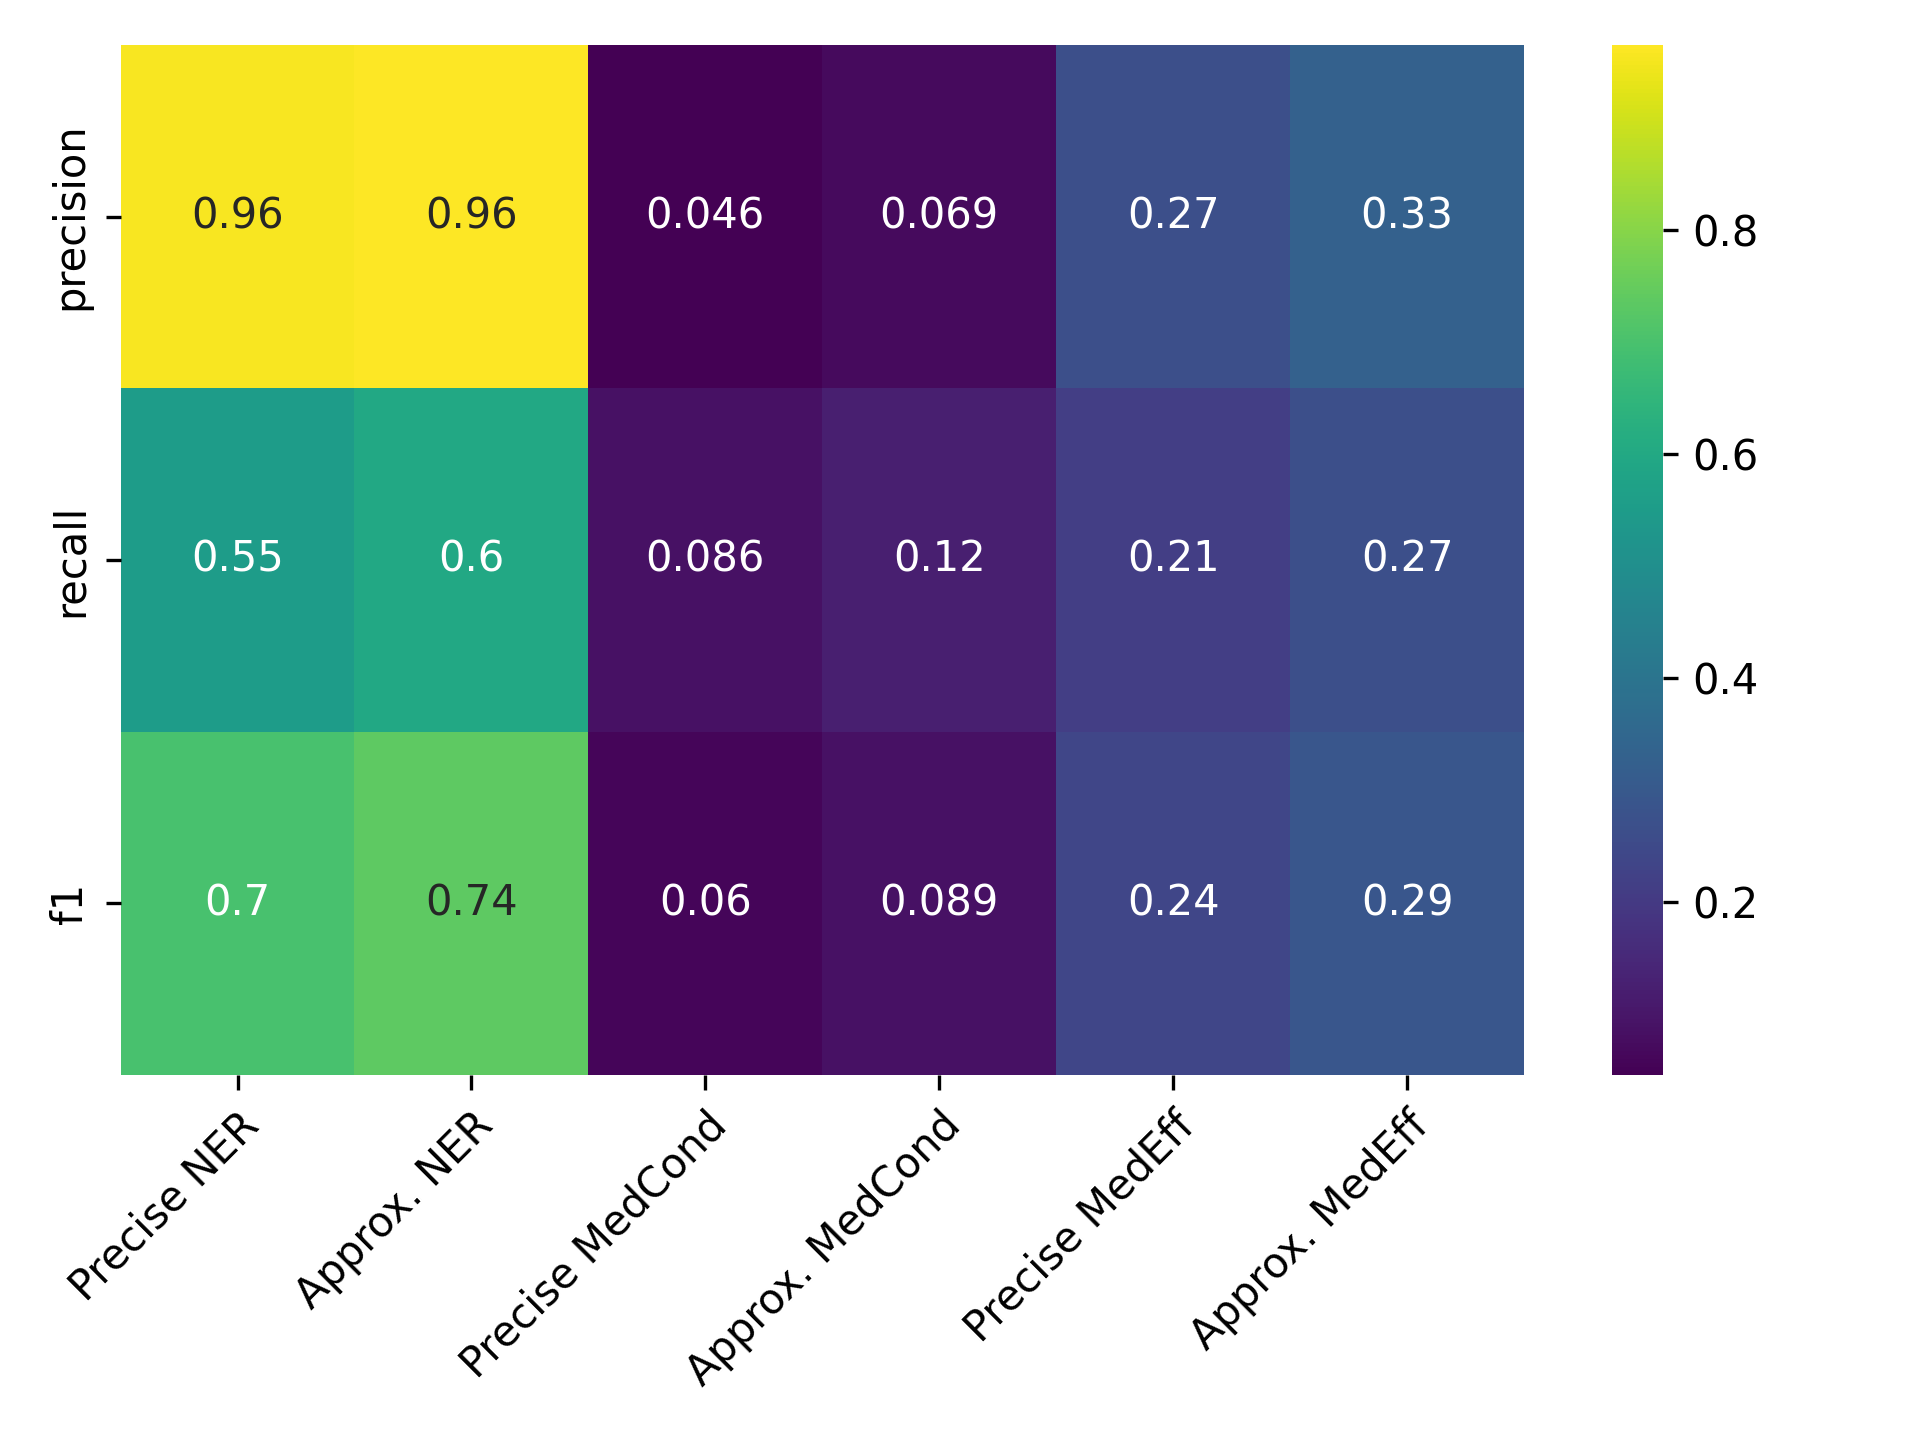 precision
0.96 0.96 0.046 0.069 0.27 0.33
recall
0.55 0.6 0.086 0.12 0.21 0.27
f1
0.7 0.74 0.06 0.089 0.24 0.29
Precise NER
Approx. NER
Precise MedCond
Approx. MedCond
Precise MedEff
Approx. MedEff
0.8
0.6
0.4
0.2